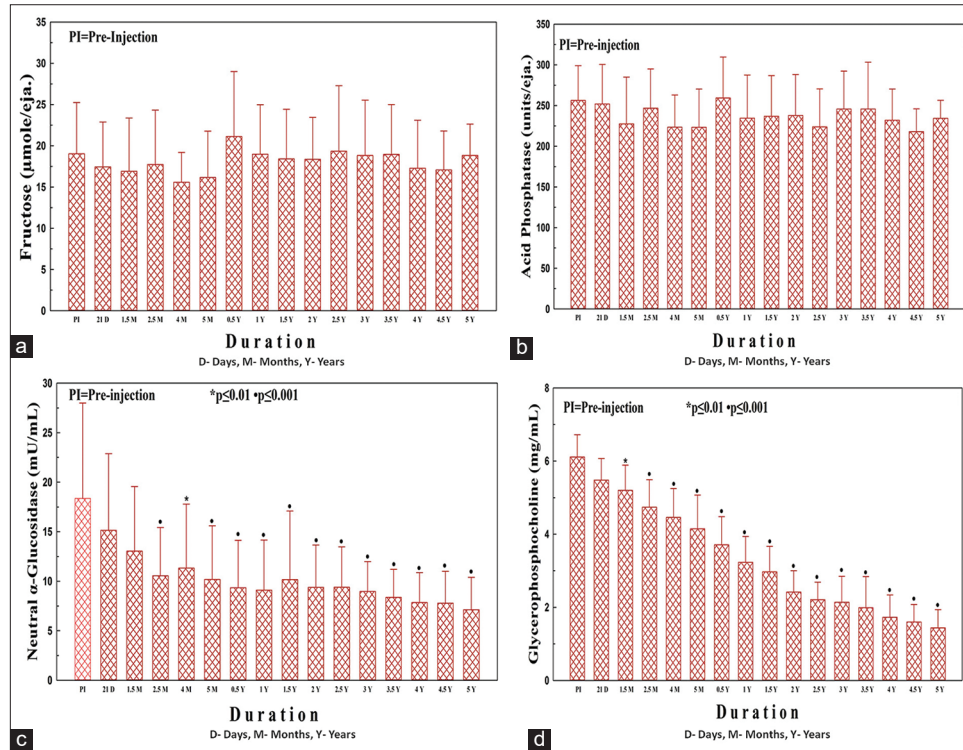 PI=Pre-Injection
Fructose (µmole/eja.)
35
30
25
20
15
10
5
0
PI 21 D 1.5 M 2.5 M 4 M 5 M 0.5 Y 1 Y 1.5 Y 2 Y 2.5 Y 3 Y 3.5 Y 4 Y 4.5 Y 5 Y
Duration
D- Days, M- Months, Y- Years
a
PI=Pre-injection
Acid Phosphatase (units/eja.)
350
300
250
200
150
100
50
0
PI 21 D 1.5 M 2.5 M 4 M 5 M 0.5 Y 1 Y 1.5 Y 2 Y 2.5 Y 3 Y 3.5 Y 4 Y 4.5 Y 5 Y
Duration
D- Days, M- Months, Y- Years
b
PI=Pre-injection *p≤0.01 •p≤0.001
Neutral α-Glucosidase (mU/mL)
30
25
20
15
10
5
0
PI 21 D 1.5 M 2.5 M 4 M 5 M 0.5 Y 1 Y 1.5 Y 2 Y 2.5 Y 3 Y 3.5 Y 4 Y 4.5 Y 5 Y
Duration
D- Days, M- Months, Y- Years
c
PI=Pre-injection *p≤0.01 •p≤0.001
Glycerophosphocholine (mg/mL)
8
6
4
2
0
PI 21 D 1.5 M 2.5 M 4 M 5 M 0.5 Y 1 Y 1.5 Y 2 Y 2.5 Y 3 Y 3.5 Y 4 Y 4.5 Y 5 Y
Duration
D- Days, M- Months, Y- Years
d